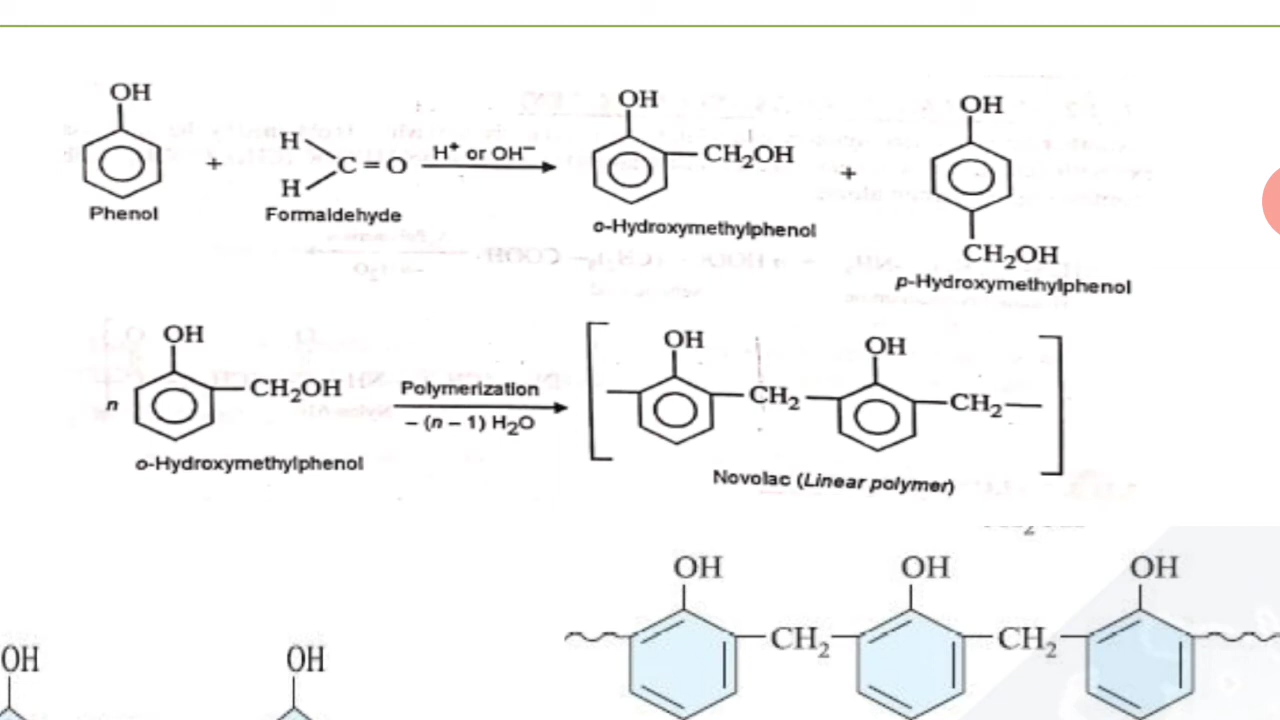 OH
H
H
C = O
+
Phenol
Formaldehyde
H⁺ or OH⁻
OH
CH₂OH
o-Hydroxymethylphenol
+
OH
CH₂OH
p-Hydroxymethylphenol
n
OH
CH₂OH
o-Hydroxymethylphenol
Polymerization
– (n – 1) H₂O
OH
CH₂
OH
CH₂
Novolac (Linear polymer)
OH
OH
OH
CH₂
CH₂
OH
OH